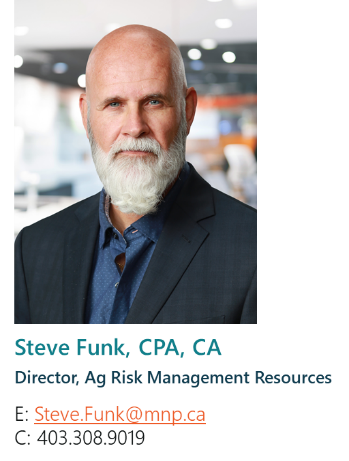 Steve Funk, CPA, CA
Director, Ag Risk Management Resources
E: Steve.Funk@mnp.ca
C: 403.308.9019